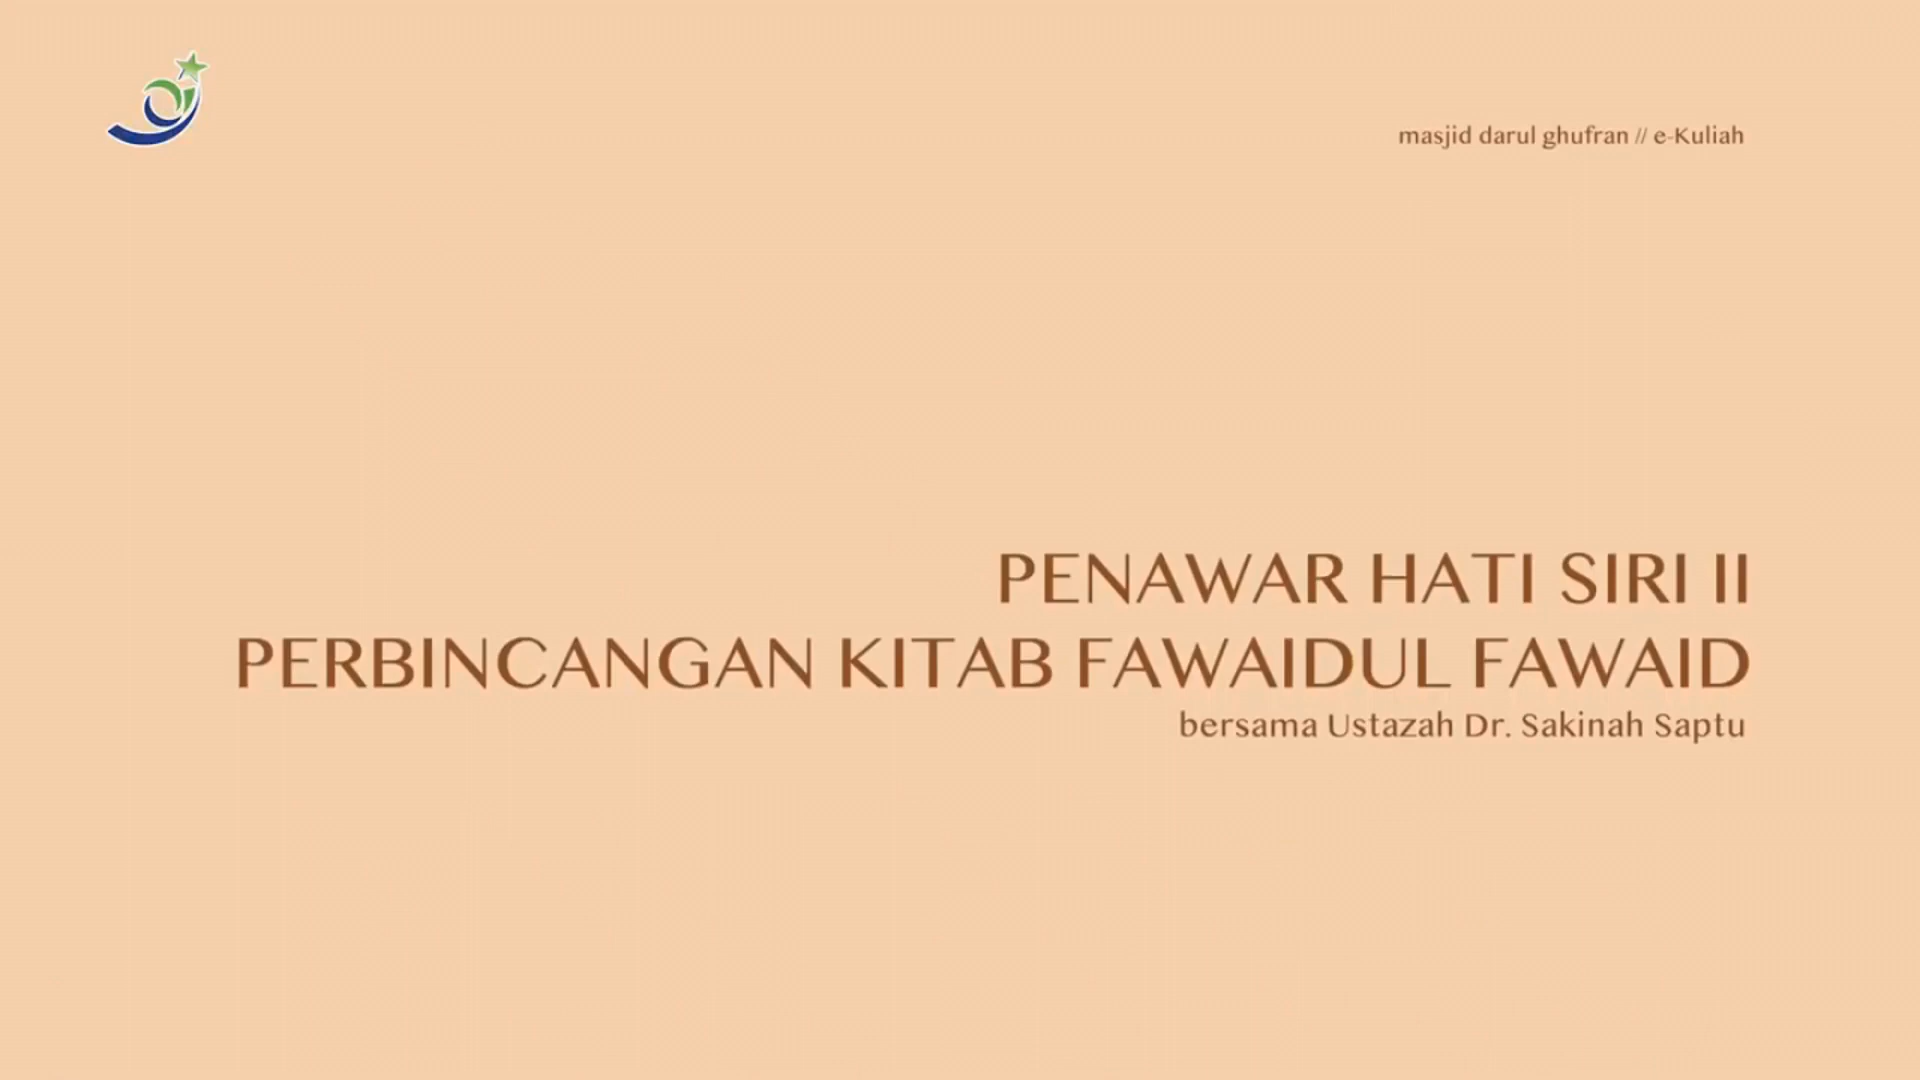 masjid darul ghufran // e-Kuliah
PENAWAR HATI SIRI II
PERBINCANGAN KITAB FAWAIDUL FAWAID
bersama Ustazah Dr. Sakinah Saptu